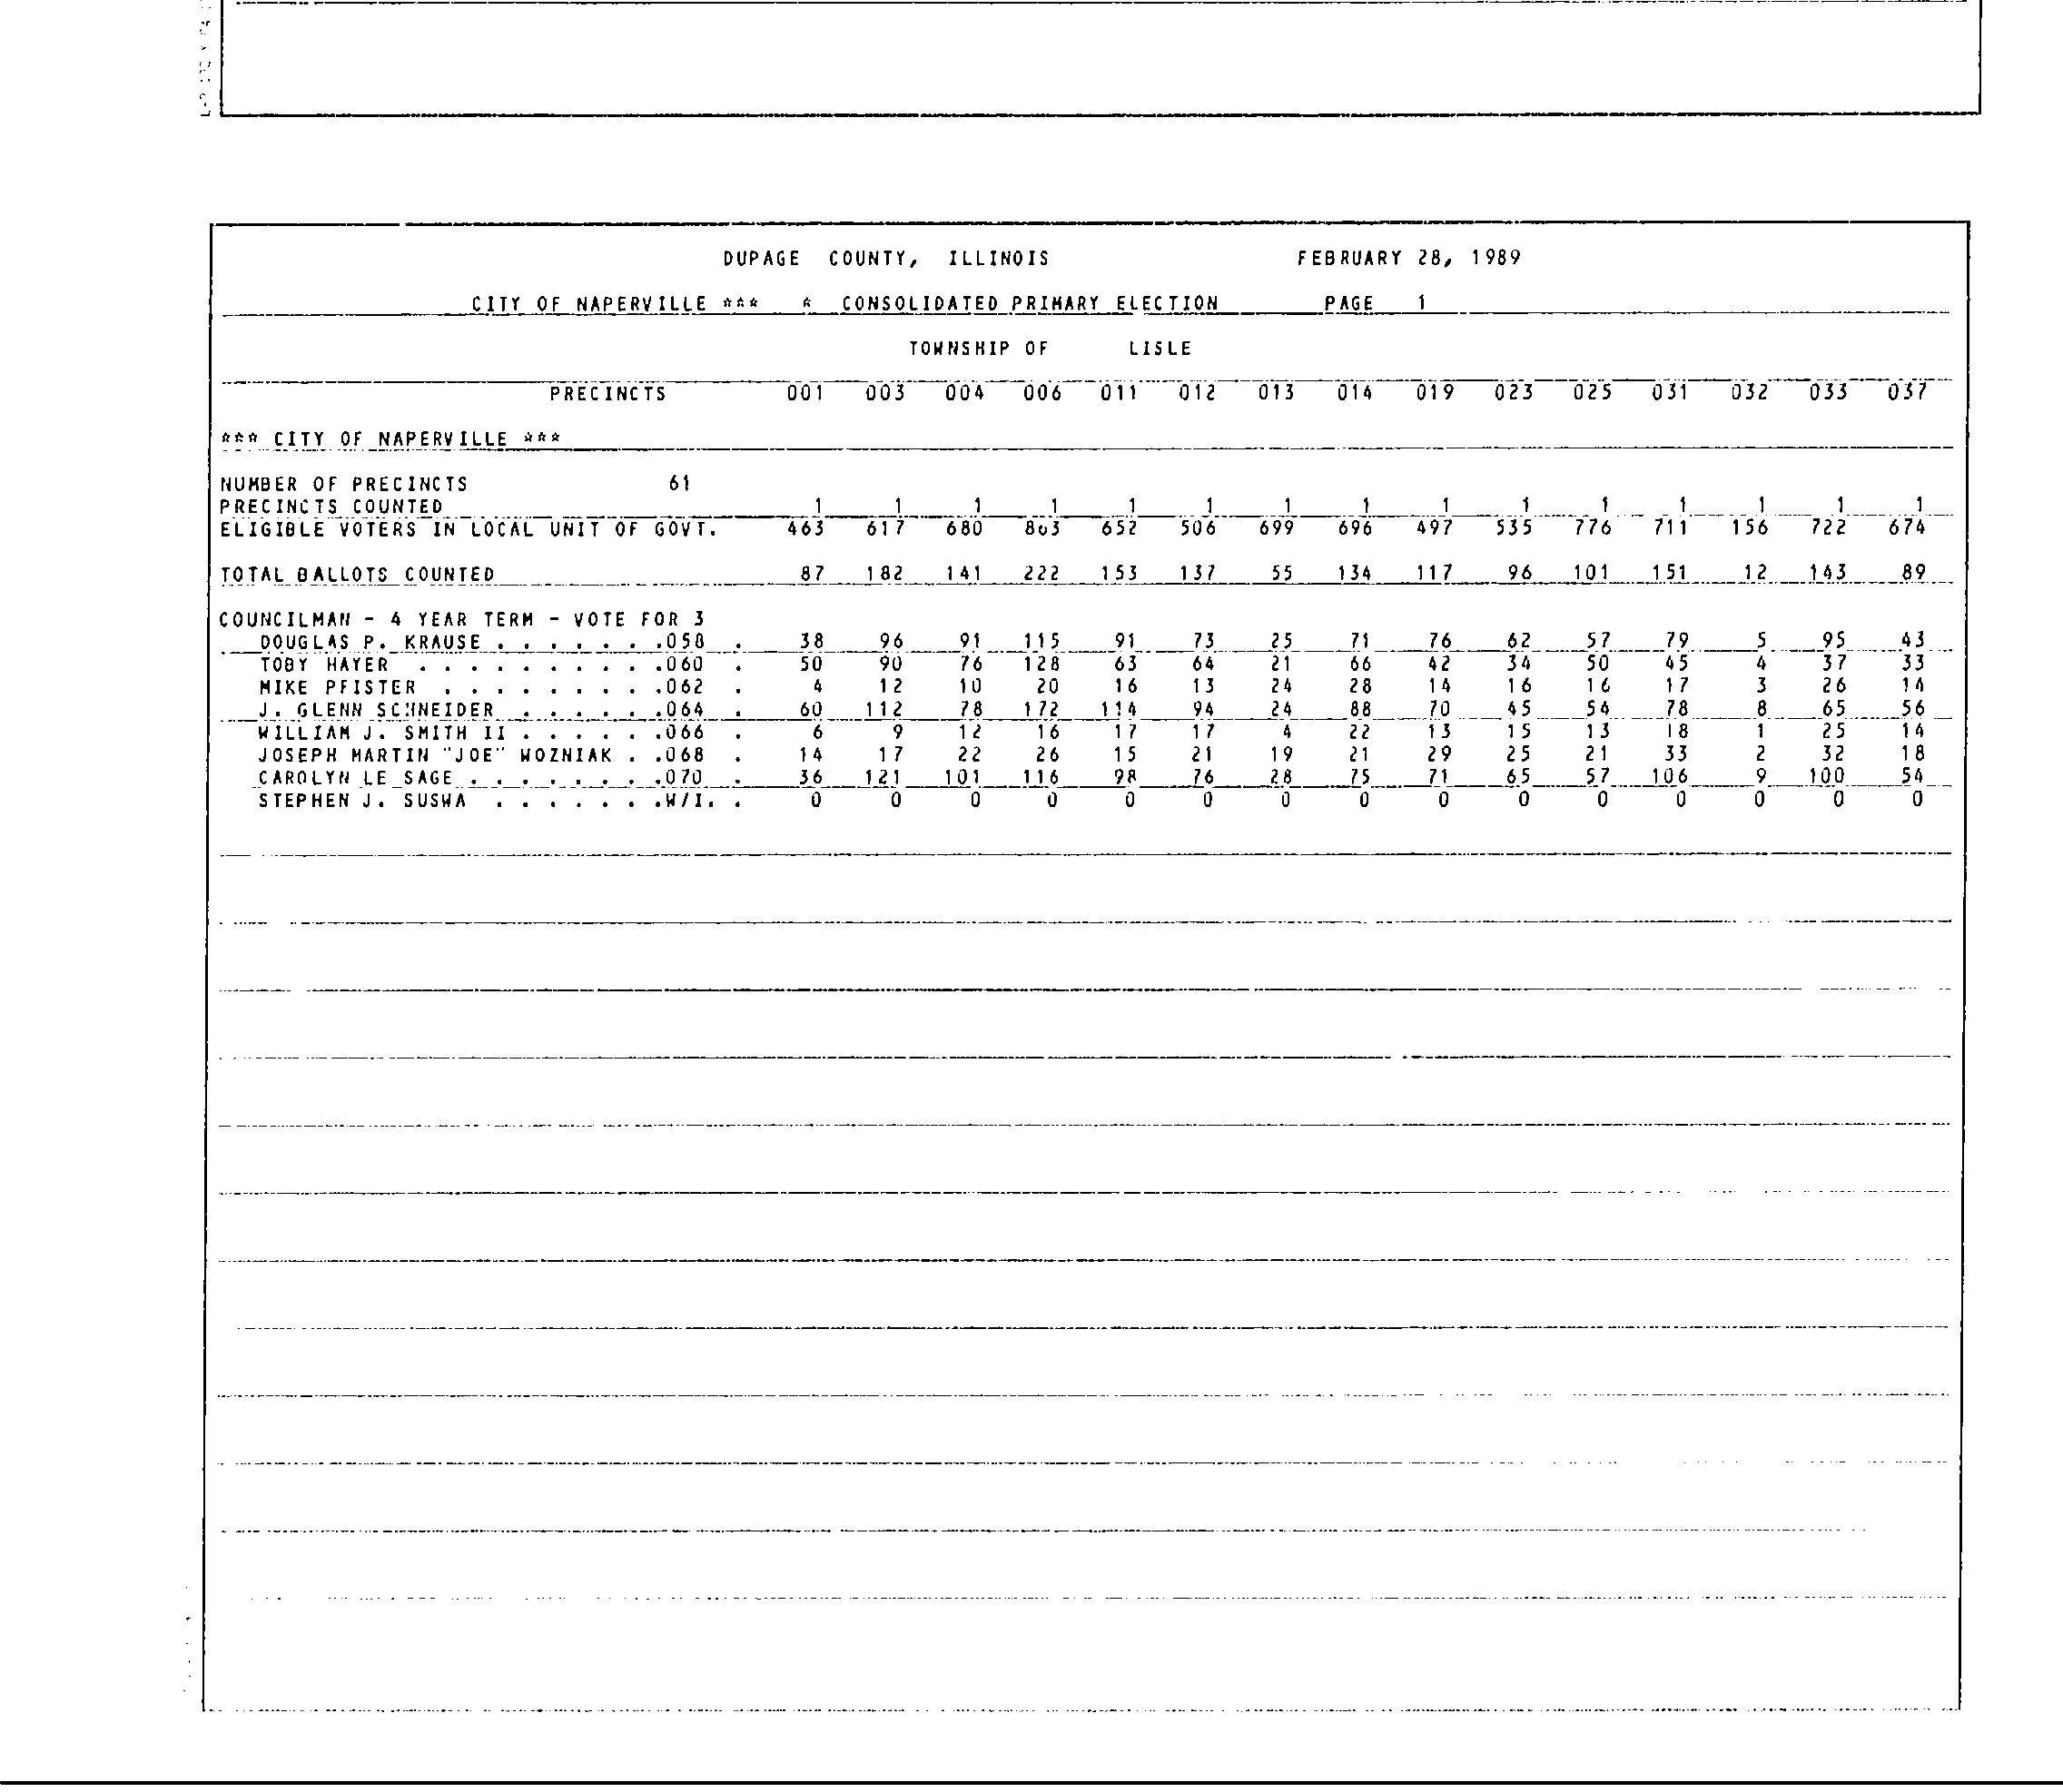 DUPAGE COUNTY, ILLINOIS FEBRUARY 28, 1989
CITY OF NAPERVILLE *** * CONSOLIDATED PRIMARY ELECTION PAGE 1
TOWNSHIP OF LISLE
PRECINCTS 001 003 004 006 011 012 013 014 019 023 025 031 032 033 037
*** CITY OF NAPERVILLE ***
NUMBER OF PRECINCTS 61
PRECINCTS COUNTED 1 1 1 1 1 1 1 1 1 1 1 1 1 1 1
ELIGIBLE VOTERS IN LOCAL UNIT OF GOVT. 463 617 680 863 652 506 699 696 497 535 776 711 156 722 674
TOTAL BALLOTS COUNTED 87 182 141 222 153 137 55 134 117 96 101 151 12 143 89
COUNCILMAN - 4 YEAR TERM - VOTE FOR 3
DOUGLAS P. KRAUSE . . . . . . .058 . 38 96 91 115 91 73 25 71 76 62 57 79 5 95 43
TOBY HAYER . . . . . . . . . .060 . 50 90 76 128 63 64 21 66 42 34 50 45 4 37 33
MIKE PFISTER . . . . . . . . .062 . 4 12 10 20 16 13 24 28 14 16 16 17 3 26 14
J. GLENN SCHNEIDER . . . . . .064 . 60 112 78 172 114 94 24 88 70 45 54 78 8 65 56
WILLIAM J. SMITH II . . . . . .066 . 6 9 12 16 17 17 4 22 13 15 13 18 1 25 14
JOSEPH MARTIN "JOE" WOZNIAK . .068 . 14 17 22 26 15 21 19 21 29 25 21 33 2 32 18
CAROLYN LE SAGE . . . . . . . .070 . 36 121 101 116 98 76 28 75 71 65 57 106 9 100 54
STEPHEN J. SUSWA . . . . . . .W/I. . 0 0 0 0 0 0 0 0 0 0 0 0 0 0 0